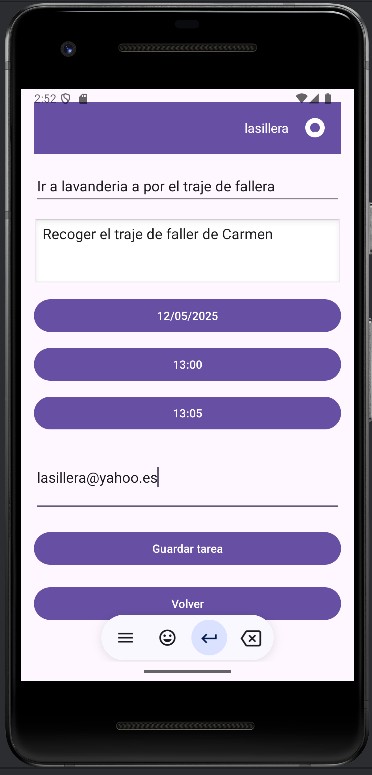 2:52
lasillera
Ir a lavanderia a por el traje de fallera
Recoger el traje de faller de Carmen
12/05/2025
13:00
13:05
lasillera@yahoo.es
Guardar tarea
Volver